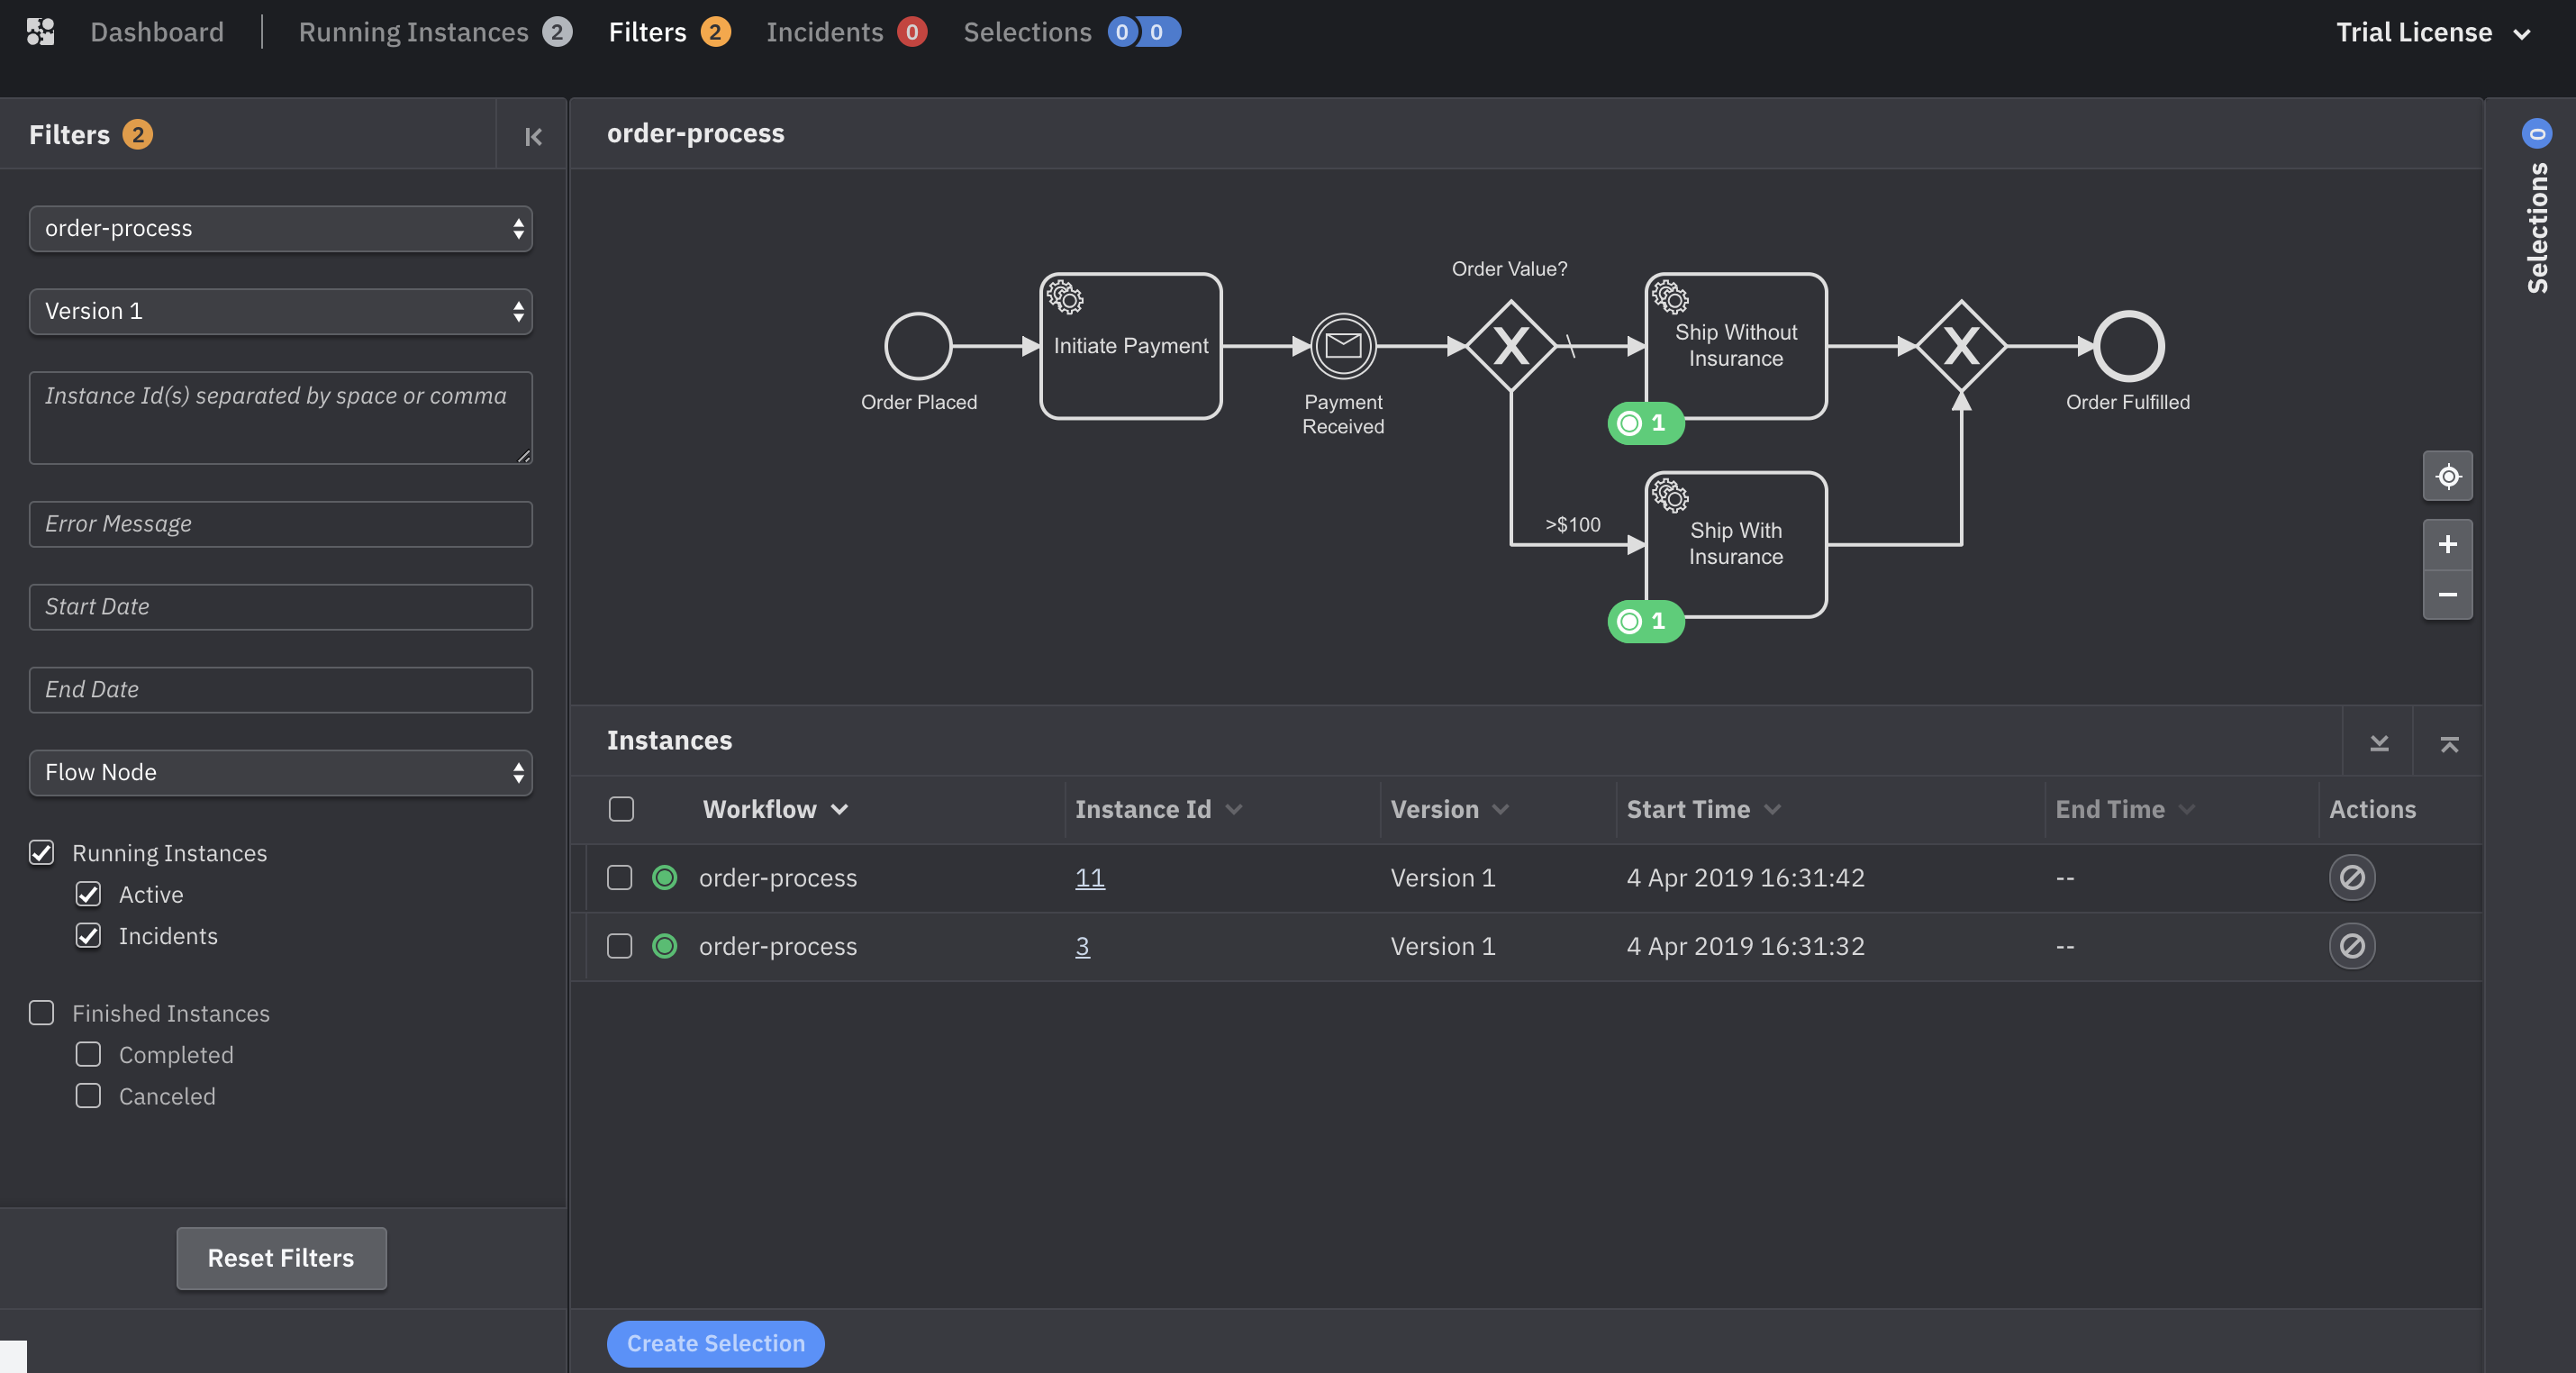 Dashboard
Running Instances 2
Filters 2
Incidents 0
Selections 0 0
Trial License
Filters 2
order-process
Version 1
Instance Id(s) separated by space or comma
Error Message
Start Date
End Date
Flow Node
Running Instances
Active
Incidents
Finished Instances
Completed
Canceled
Reset Filters
order-process
Order Placed
Initiate Payment
Payment
Received
Order Value?
X
Ship Without
Insurance
1
>$100
Ship With
Insurance
1
X
Order Fulfilled
Instances
Workflow Instance Id Version Start Time End Time Actions
order-process 11 Version 1 4 Apr 2019 16:31:42 --
order-process 3 Version 1 4 Apr 2019 16:31:32 --
Create Selection
Selections 0